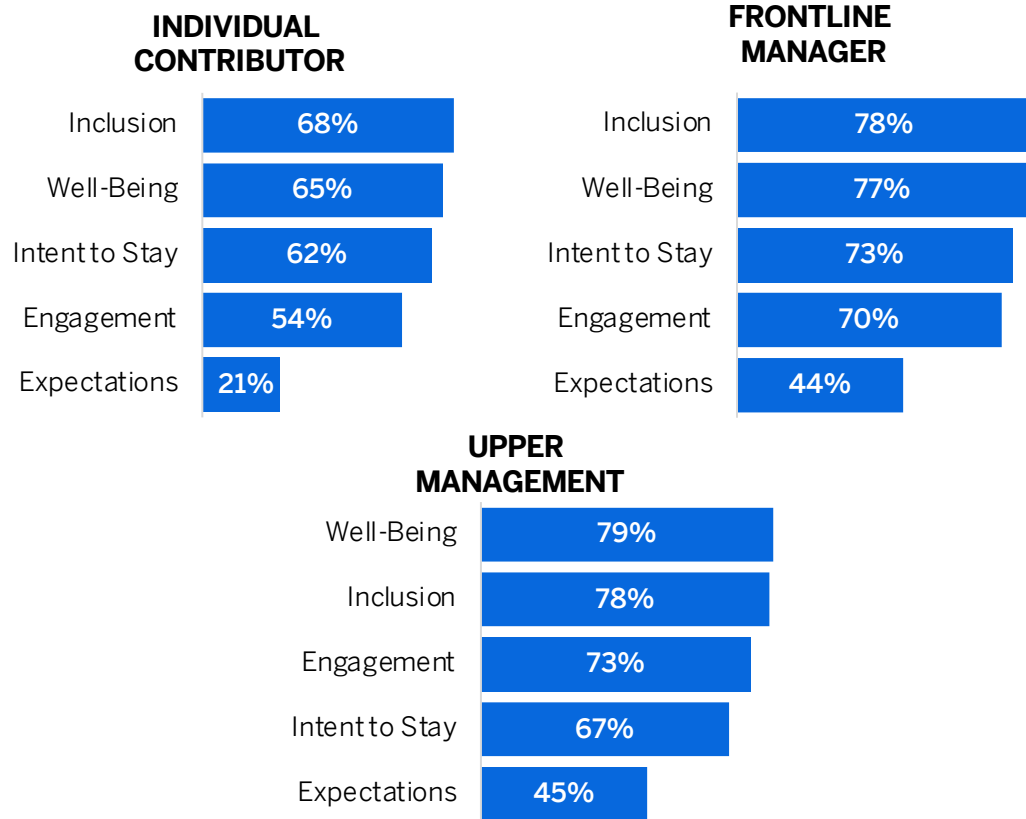 INDIVIDUAL
CONTRIBUTOR
Inclusion 68%
Well-Being 65%
Intent to Stay 62%
Engagement 54%
Expectations 21%
FRONTLINE
MANAGER
Inclusion 78%
Well-Being 77%
Intent to Stay 73%
Engagement 70%
Expectations 44%
UPPER
MANAGEMENT
Well-Being 79%
Inclusion 78%
Engagement 73%
Intent to Stay 67%
Expectations 45%